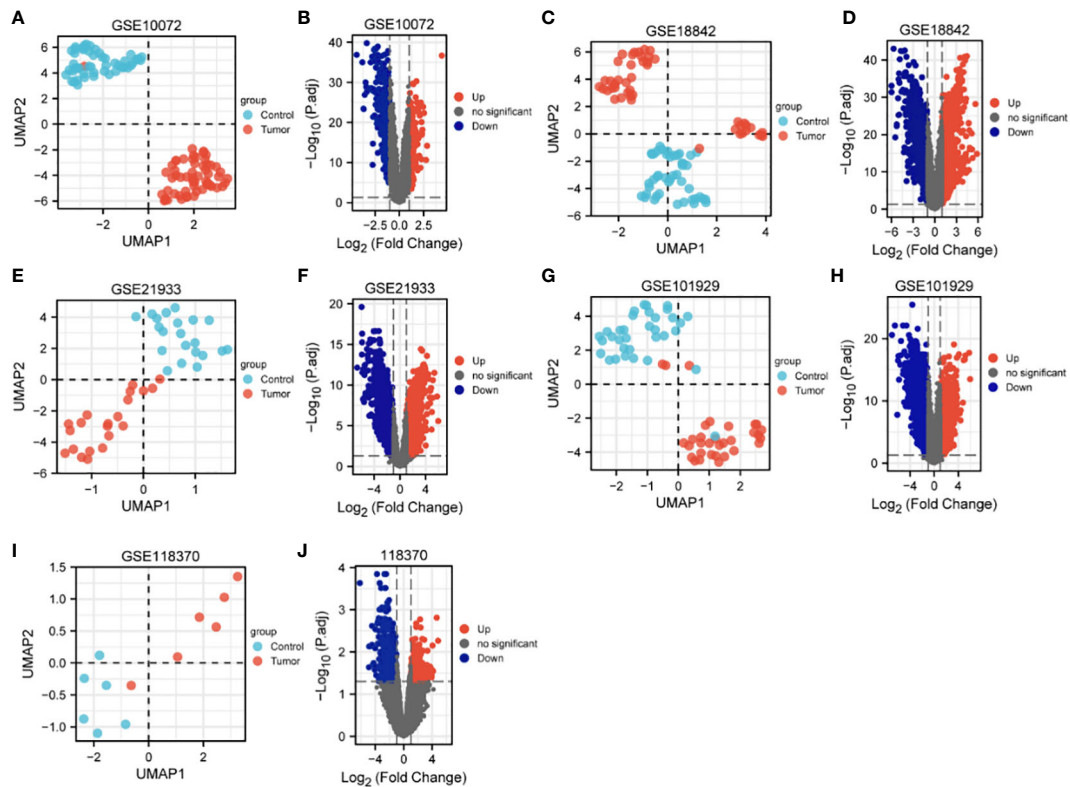 A
GSE10072
UMAP2
6
4
2
0
−2
−4
−6
−2
0
2
UMAP1
group
Control
Tumor
B
GSE10072
−Log10 (P.adj)
40
30
20
10
0
−2.5
0.0
2.5
Log2 (Fold Change)
Up
no significant
Down
C
GSE18842
UMAP2
6
4
2
0
−2
−4
−6
−2
0
2
4
UMAP1
group
Control
Tumor
D
GSE18842
−Log10 (P.adj)
40
30
20
10
0
−6
−3
0
3
6
Log2 (Fold Change)
Up
no significant
Down
E
GSE21933
UMAP2
4
2
0
−2
−4
−6
−1
0
1
UMAP1
group
Control
Tumor
F
GSE21933
−Log10 (P.adj)
20
15
10
5
0
−4
0
4
Log2 (Fold Change)
Up
no significant
Down
G
GSE101929
UMAP2
4
2
0
−2
−4
−2
−1
0
1
2
UMAP1
group
Control
Tumor
H
GSE101929
−Log10 (P.adj)
25
20
15
10
5
0
−8
−4
0
4
Log2 (Fold Change)
Up
no significant
Down
I
GSE118370
UMAP2
1.5
1.0
0.5
0.0
−0.5
−1.0
−2
0
2
UMAP1
group
Control
Tumor
J
118370
−Log10 (P.adj)
4
3
2
1
0
−5
0
5
Log2 (Fold Change)
Up
no significant
Down